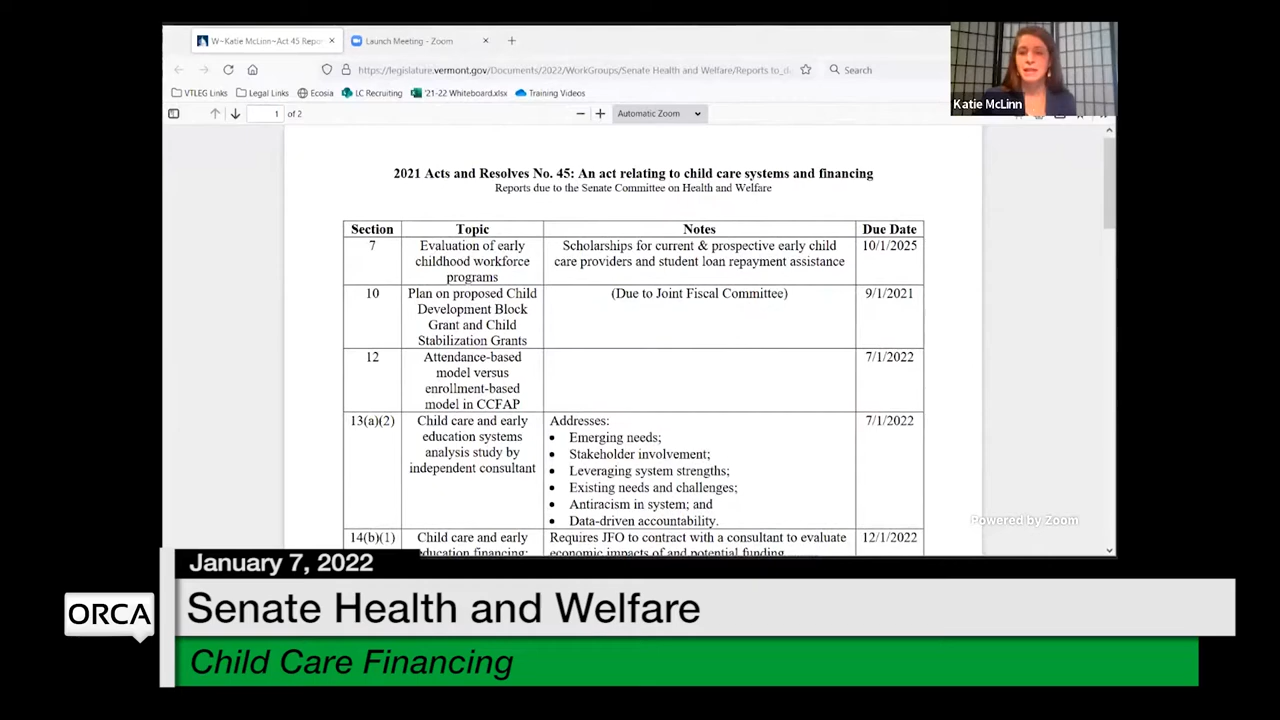 W~Katie McLinn~Act 45 Repor
Launch Meeting - Zoom
https://legislature.vermont.gov/Documents/2022/WorkGroups/Senate Health and Welfare/Reports to_d
Search
VTLEG Links
Legal Links
Ecosia
LC Recruiting
'21-22 Whiteboard.xlsx
Training Videos
1 of 2
Automatic Zoom
Katie McLinn
2021 Acts and Resolves No. 45: An act relating to child care systems and financing
Reports due to the Senate Committee on Health and Welfare
Section Topic Notes Due Date
7 Evaluation of early Scholarships for current & prospective early child 10/1/2025
childhood workforce care providers and student loan repayment assistance
programs
10 Plan on proposed Child (Due to Joint Fiscal Committee) 9/1/2021
Development Block
Grant and Child
Stabilization Grants
12 Attendance-based 7/1/2022
model versus
enrollment-based
model in CCFAP
13(a)(2) Child care and early Addresses: 7/1/2022
education systems • Emerging needs;
analysis study by • Stakeholder involvement;
independent consultant • Leveraging system strengths;
• Existing needs and challenges;
• Antiracism in system; and
• Data-driven accountability.
14(b)(1) Child care and early Requires JFO to contract with a consultant to evaluate 12/1/2022
education financing: economic impacts of and potential funding
Powered by Zoom
January 7, 2022
ORCA
Senate Health and Welfare
Child Care Financing